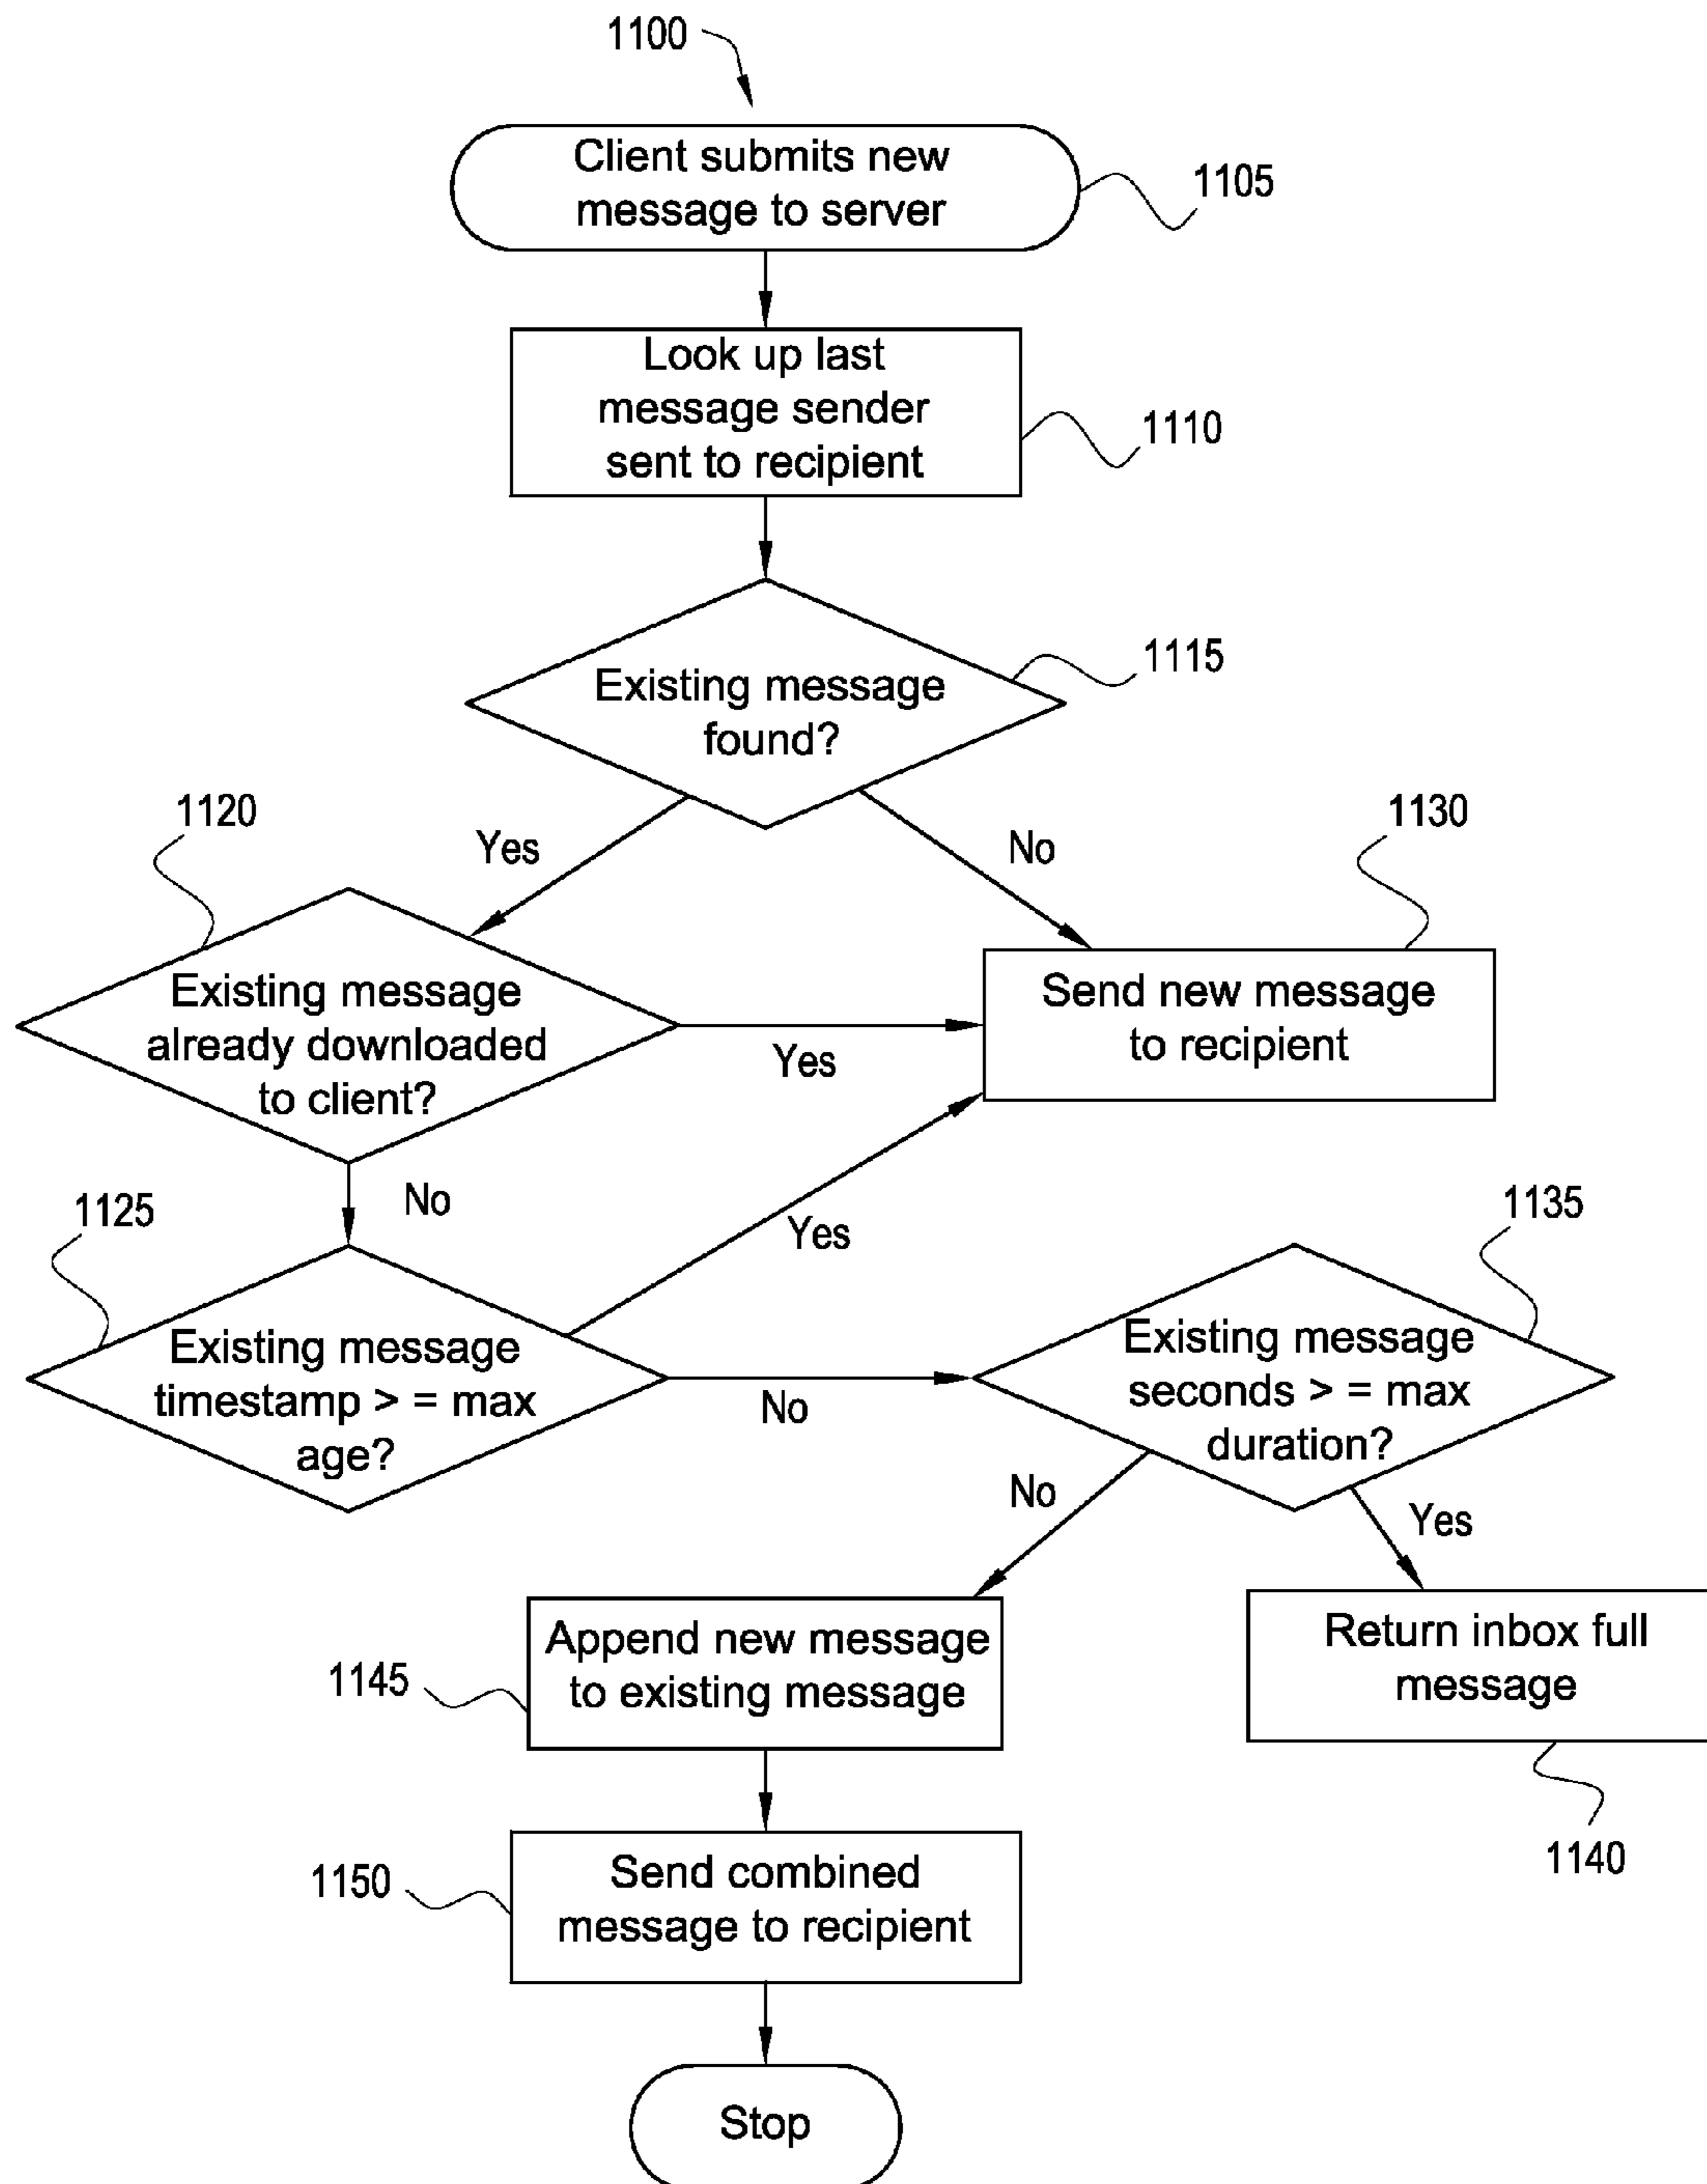 1100
Client submits new
message to server
1105
Look up last
message sender
sent to recipient
1110
Existing message
found?
1115
Yes
No
1120
1130
Existing message
already downloaded
to client?
Yes
Send new message
to recipient
No
1125
Yes
1135
Existing message
timestamp > = max
age?
No
Existing message
seconds > = max
duration?
No
Yes
Append new message
to existing message
1145
Return inbox full
message
1140
Send combined
message to recipient
1150
Stop